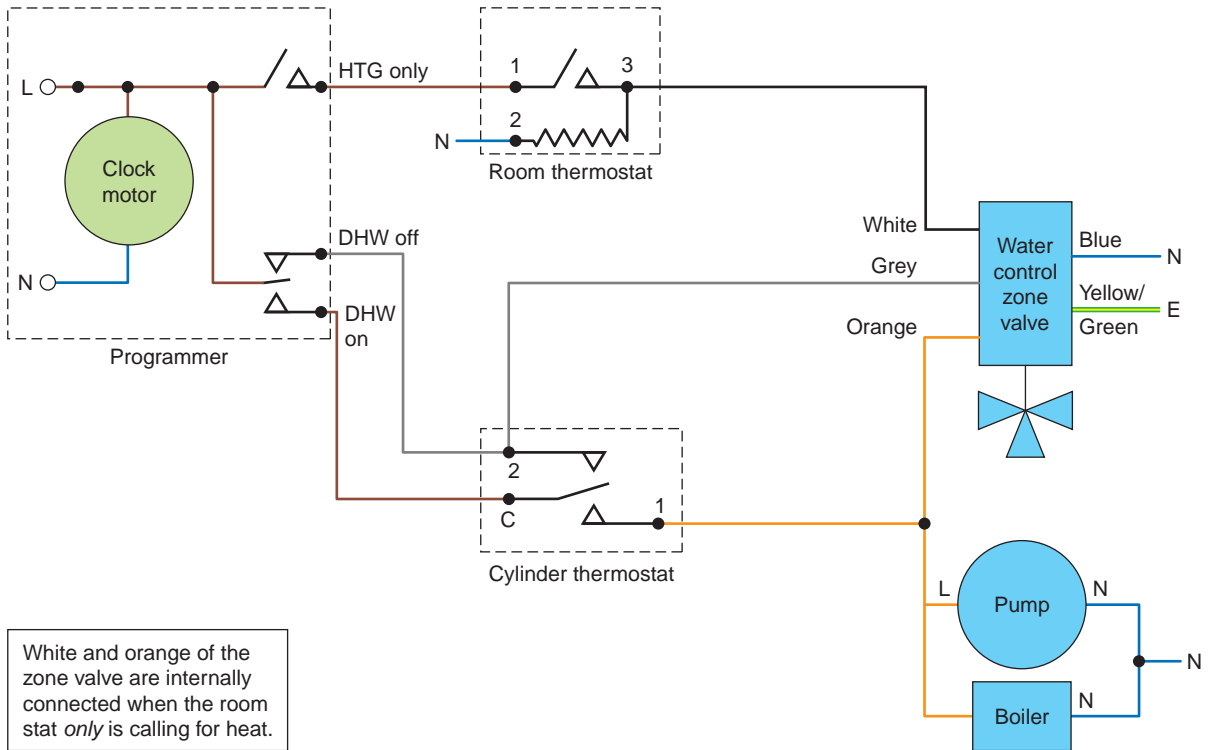 L
HTG only
1
3
2
N
Room thermostat
Clock
motor
White
Water
control
zone
valve
Blue
N
DHW off
Grey
N
Yellow/
Green
E
DHW
on
Orange
Programmer
2
C
1
Cylinder thermostat
L
Pump
N
N
Boiler
N
White and orange of the
zone valve are internally
connected when the room
stat only is calling for heat.